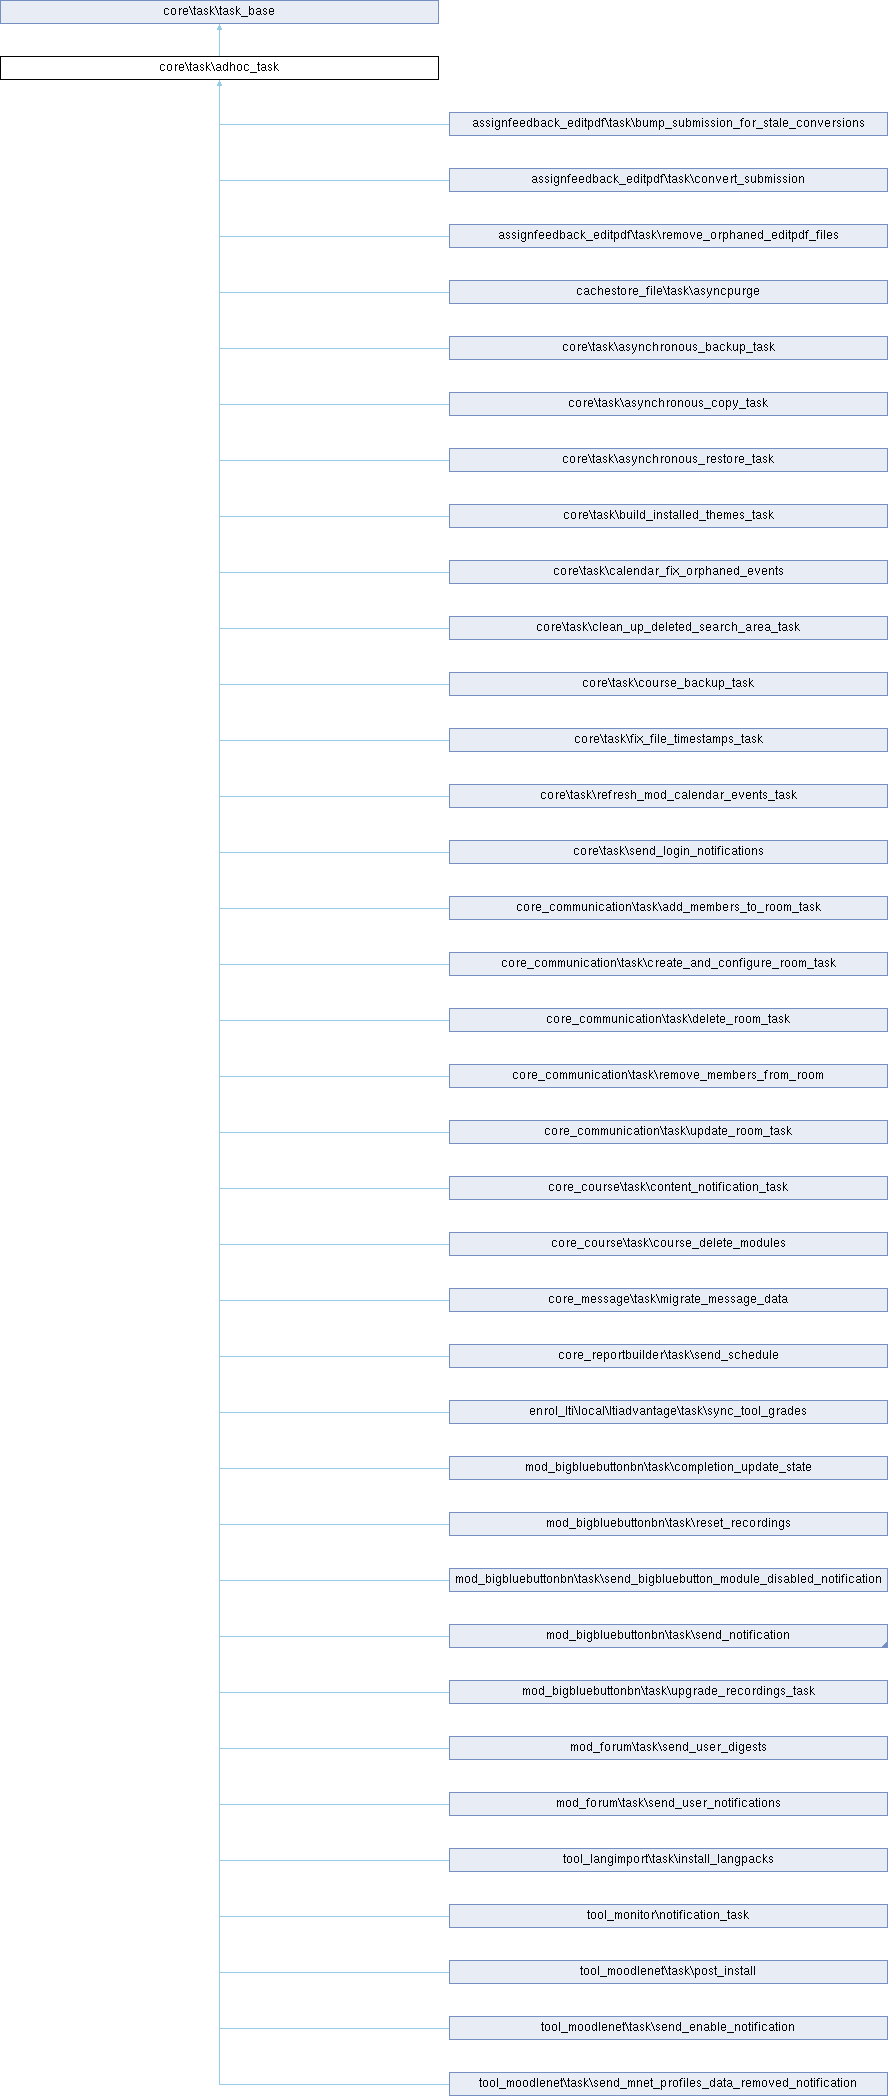 core\task\task_base
core\task\adhoc_task
assignfeedback_editpdf\task\bump_submission_for_stale_conversions
assignfeedback_editpdf\task\convert_submission
assignfeedback_editpdf\task\remove_orphaned_editpdf_files
cachestore_file\task\asyncpurge
core\task\asynchronous_backup_task
core\task\asynchronous_copy_task
core\task\asynchronous_restore_task
core\task\build_installed_themes_task
core\task\calendar_fix_orphaned_events
core\task\clean_up_deleted_search_area_task
core\task\course_backup_task
core\task\fix_file_timestamps_task
core\task\refresh_mod_calendar_events_task
core\task\send_login_notifications
core_communication\task\add_members_to_room_task
core_communication\task\create_and_configure_room_task
core_communication\task\delete_room_task
core_communication\task\remove_members_from_room
core_communication\task\update_room_task
core_course\task\content_notification_task
core_course\task\course_delete_modules
core_message\task\migrate_message_data
core_reportbuilder\task\send_schedule
enrol_lti\local\ltiadvantage\task\sync_tool_grades
mod_bigbluebuttonbn\task\completion_update_state
mod_bigbluebuttonbn\task\reset_recordings
mod_bigbluebuttonbn\task\send_bigbluebutton_module_disabled_notification
mod_bigbluebuttonbn\task\send_notification
mod_bigbluebuttonbn\task\upgrade_recordings_task
mod_forum\task\send_user_digests
mod_forum\task\send_user_notifications
tool_langimport\task\install_langpacks
tool_monitor\notification_task
tool_moodlenet\task\post_install
tool_moodlenet\task\send_enable_notification
tool_moodlenet\task\send_mnet_profiles_data_removed_notification